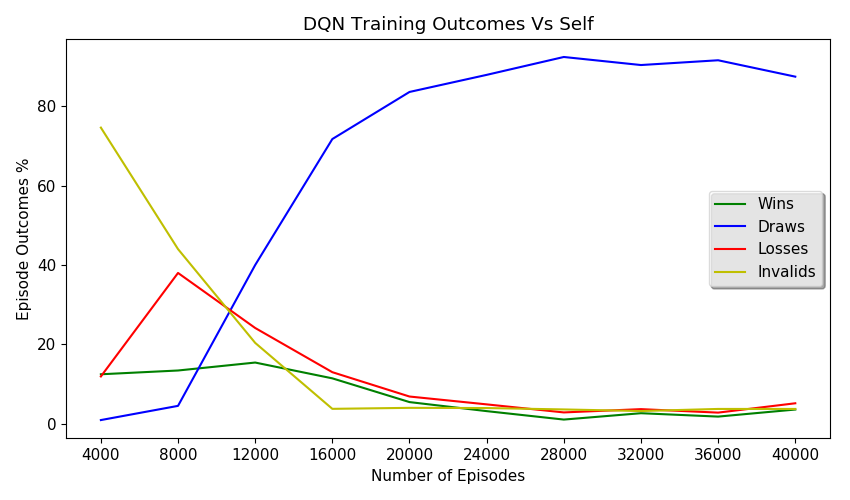 DQN Training Outcomes Vs Self
Episode Outcomes %
80
60
40
20
0
Wins
Draws
Losses
Invalids
4000 8000 12000 16000 20000 24000 28000 32000 36000 40000
Number of Episodes